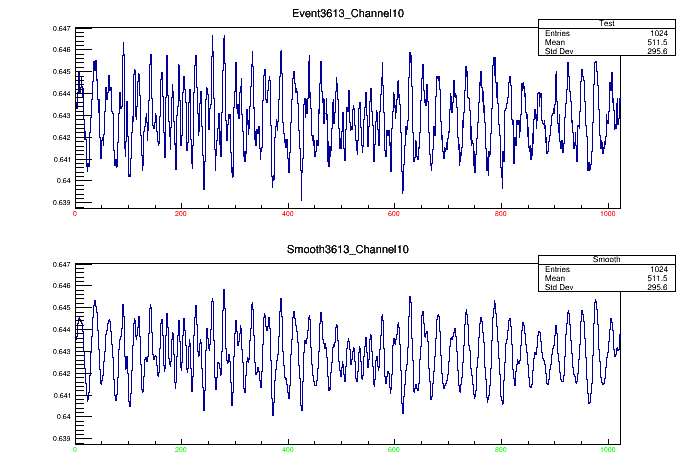 Event3613_Channel10
Test
Entries 1024
Mean 511.5
Std Dev 295.6
0.647
0.646
0.645
0.644
0.643
0.642
0.641
0.64
0.639
0 200 400 600 800 1000
Smooth3613_Channel10
Smooth
Entries 1024
Mean 511.5
Std Dev 295.6
0.647
0.646
0.645
0.644
0.643
0.642
0.641
0.64
0.639
0 200 400 600 800 1000